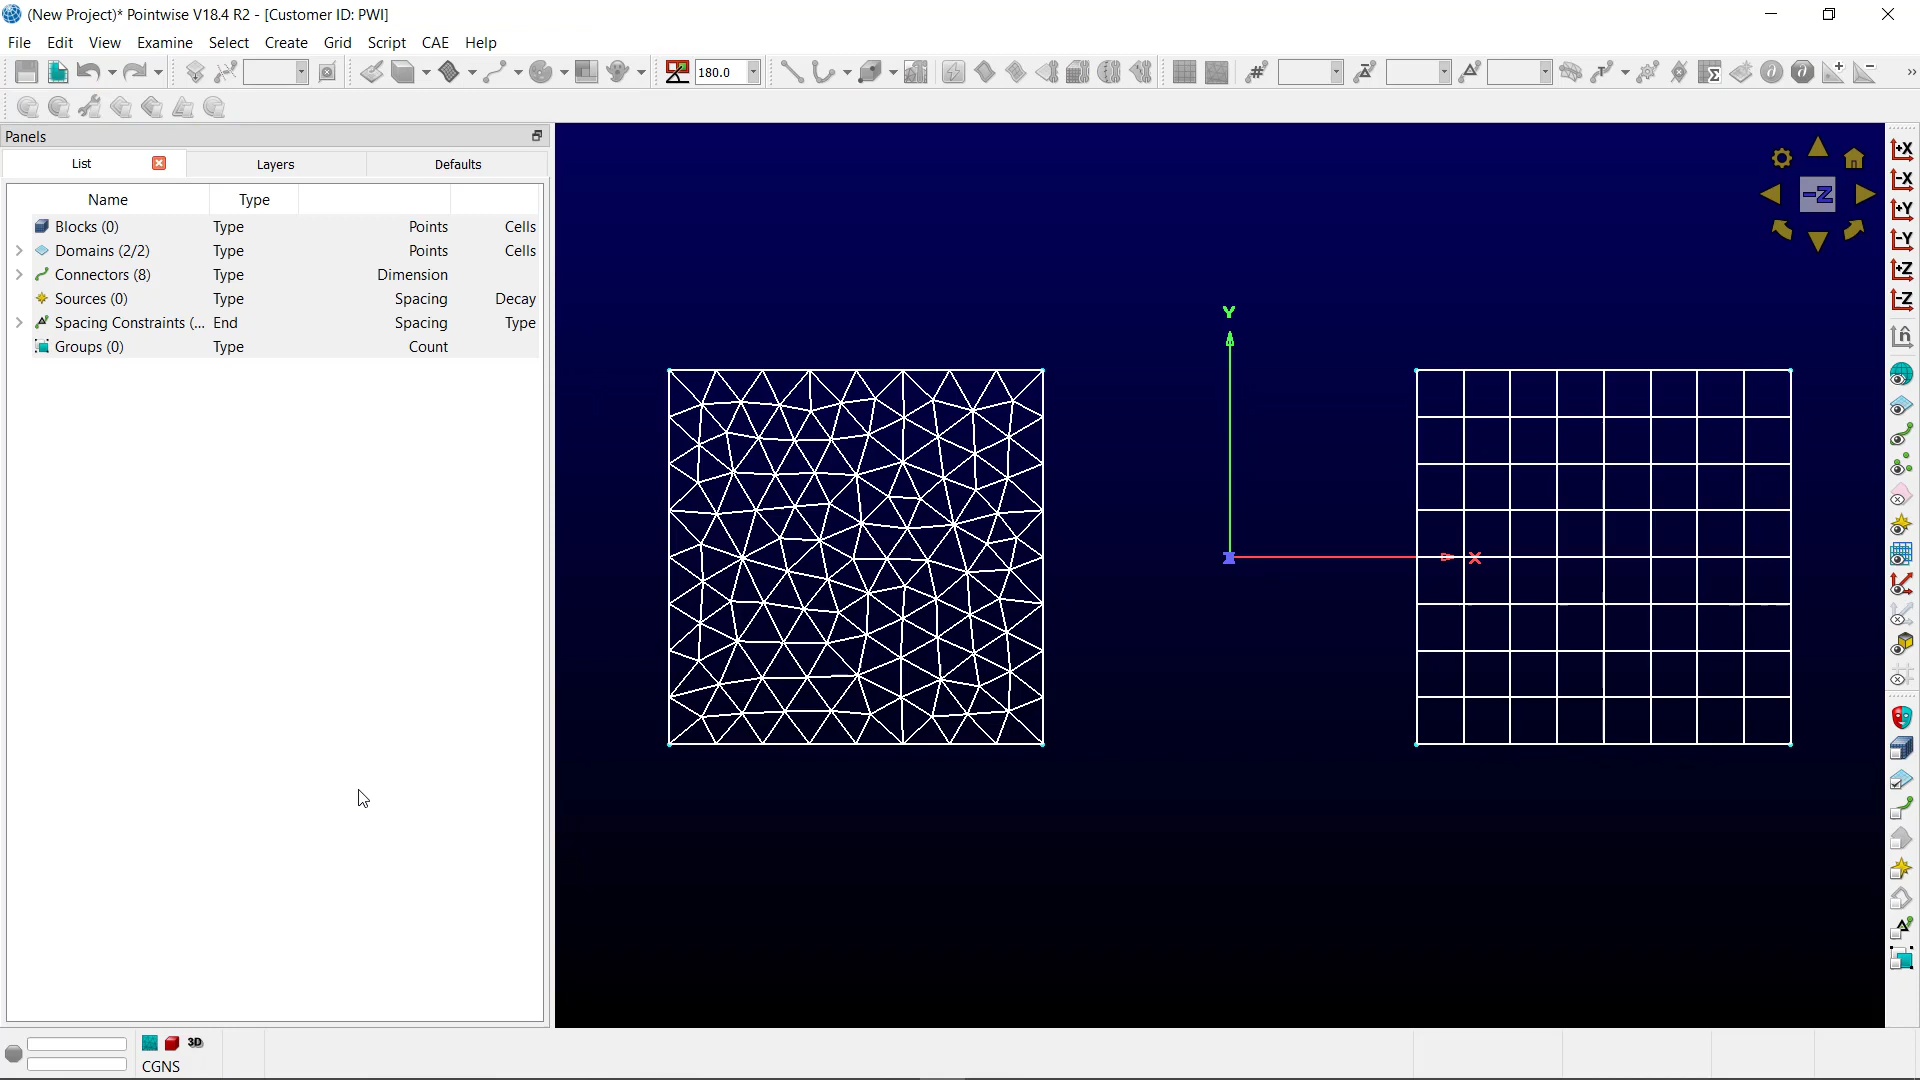 (New Project)* Pointwise V18.4 R2 - [Customer ID: PWI]
File Edit View Examine Select Create Grid Script CAE Help
180.0
Panels
List Layers Defaults
Name Type
Blocks (0) Type Points Cells
Domains (2/2) Type Points Cells
Connectors (8) Type Dimension
Sources (0) Type Spacing Decay
Spacing Constraints (... End Spacing Type
Groups (0) Type Count
Y
X
-Z
+X
-X
+Y
-Y
+Z
-Z
n̂
3D
CGNS